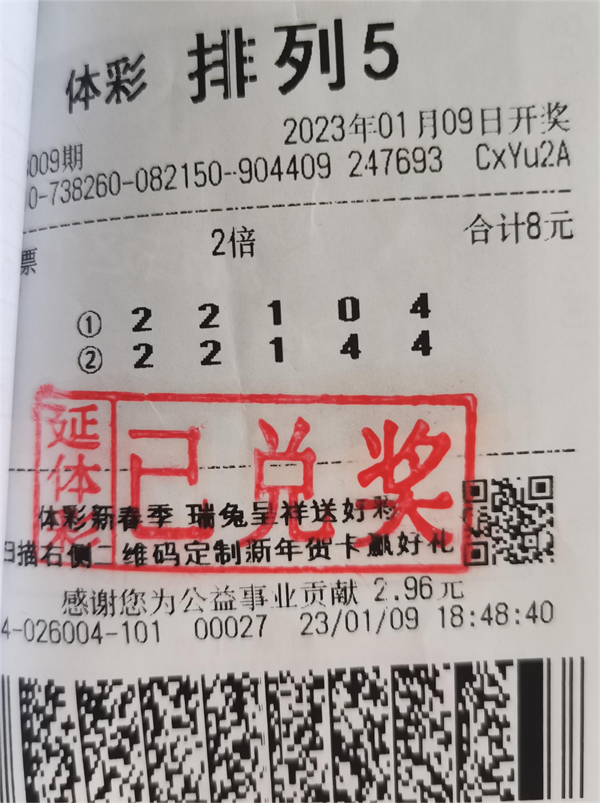 体彩 排列5
2023年01月09日开奖
009期
0-738260-082150-904409 247693 CxYu2A
票 2倍 合计8元
① 2 2 1 0 4
② 2 2 1 4 4
延体彩 已兑奖
体彩新春季 瑞兔呈祥送好彩
扫描右侧二维码定制新年贺卡赢好礼
感谢您为公益事业贡献 2.96元
4-026004-101 00027 23/01/09 18:48:40